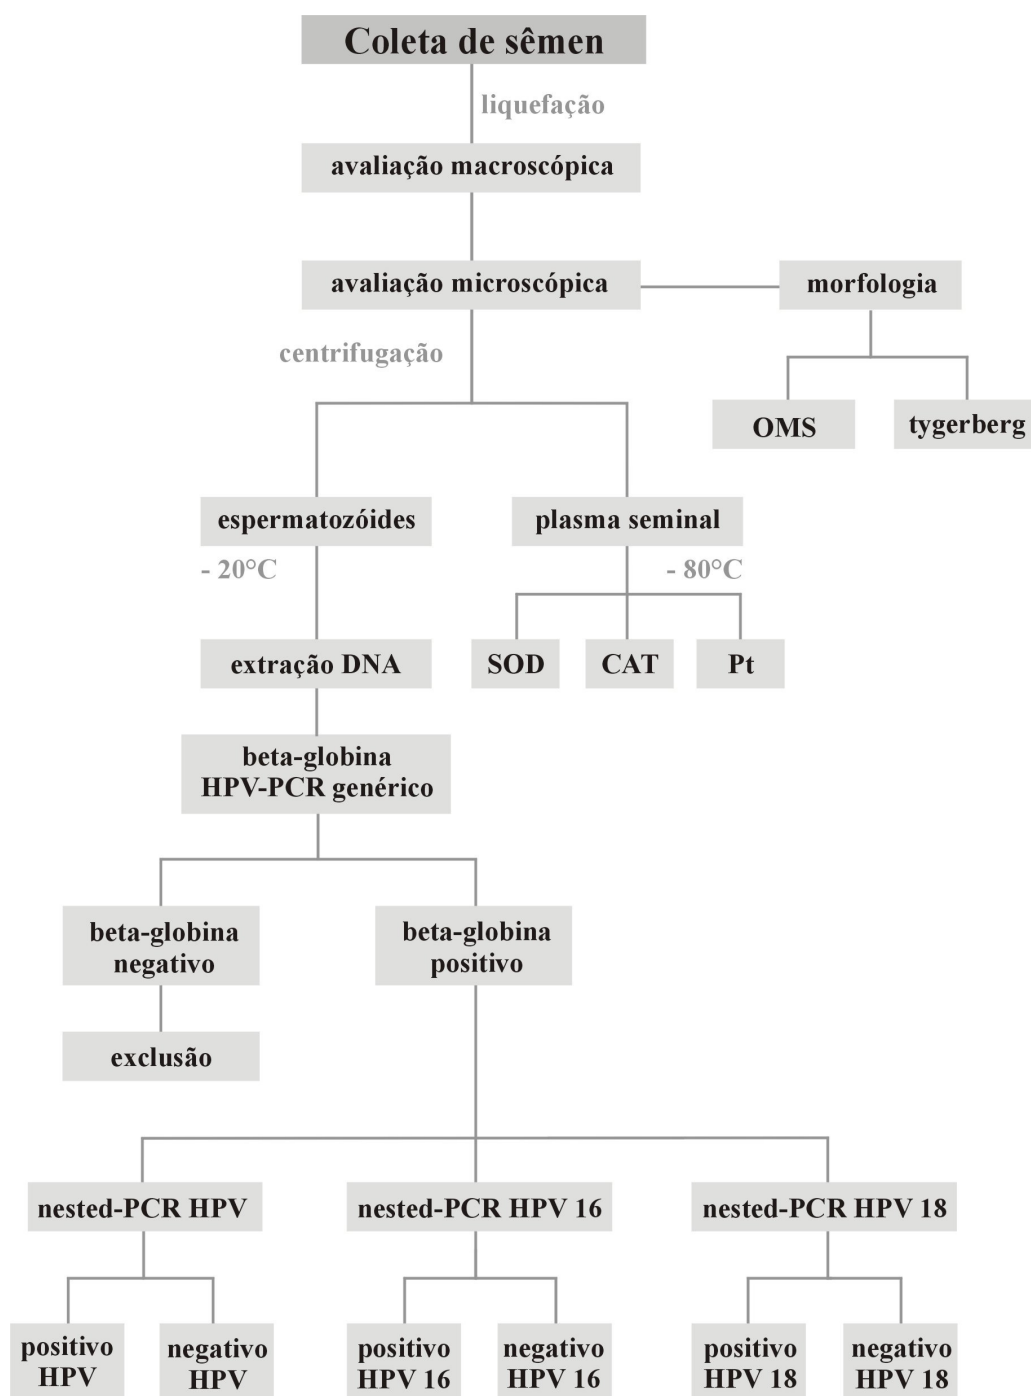 Coleta de sêmen
liquefação
avaliação macroscópica
avaliação microscópica
morfologia
centrifugação
OMS
tygerberg
espermatozóides
plasma seminal
- 20°C
- 80°C
extração DNA
SOD
CAT
Pt
beta-globina
HPV-PCR genérico
beta-globina
negativo
beta-globina
positivo
exclusão
nested-PCR HPV
nested-PCR HPV 16
nested-PCR HPV 18
positivo
HPV
negativo
HPV
positivo
HPV 16
negativo
HPV 16
positivo
HPV 18
negativo
HPV 18